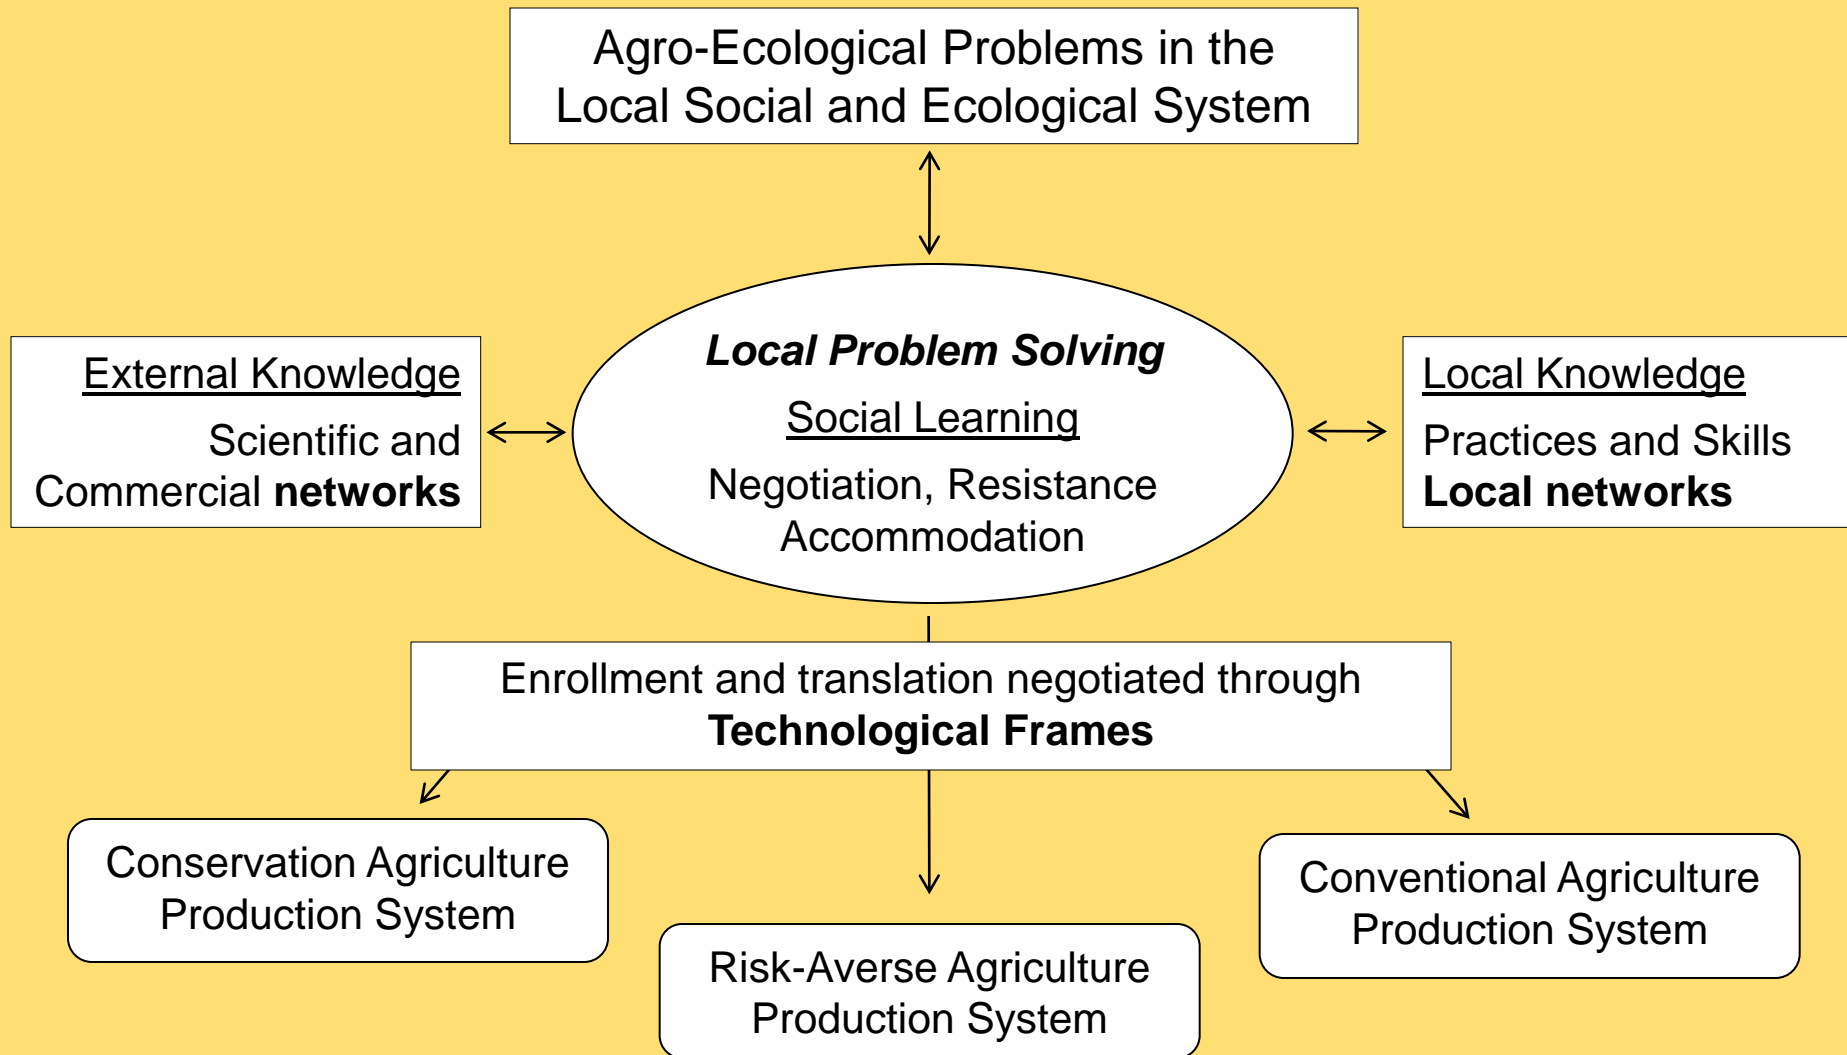 Agro-Ecological Problems in the
Local Social and Ecological System
External Knowledge
Scientific and
Commercial networks
Local Problem Solving
Social Learning
Negotiation, Resistance
Accommodation
Local Knowledge
Practices and Skills
Local networks
Enrollment and translation negotiated through
Technological Frames
Conservation Agriculture
Production System
Risk-Averse Agriculture
Production System
Conventional Agriculture
Production System